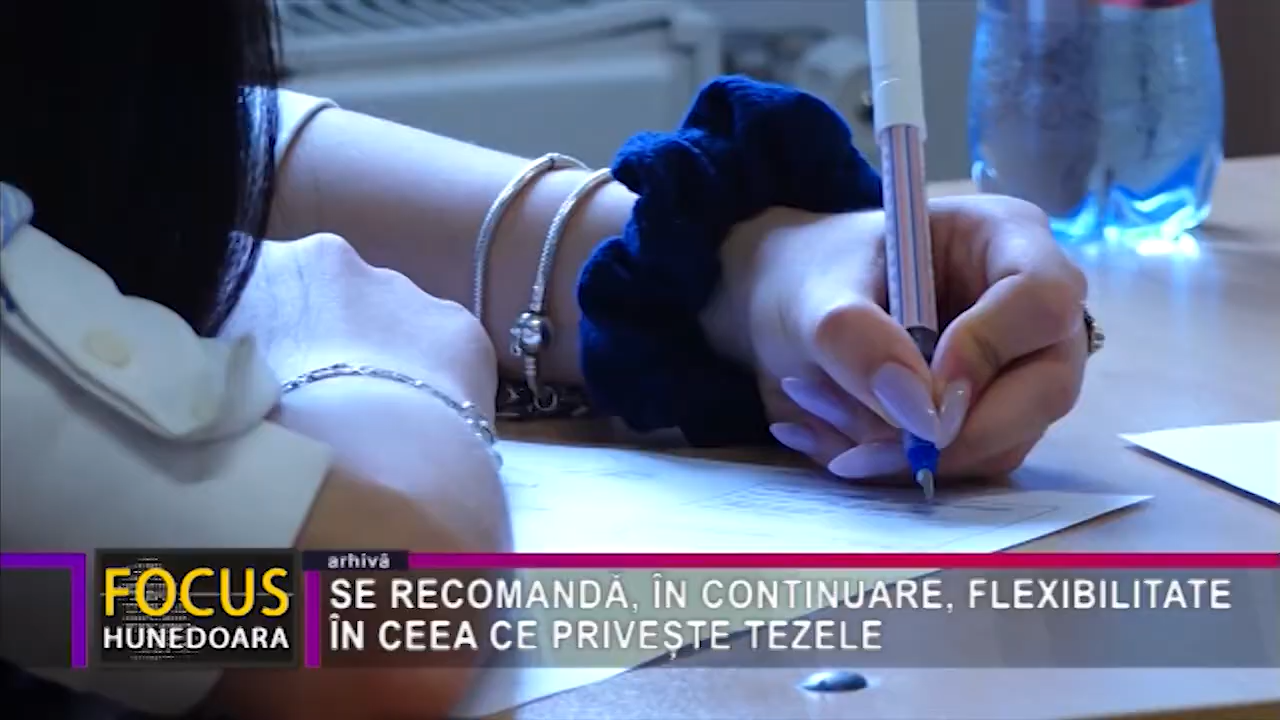 arhivă
FOCUS
HUNEDOARA
SE RECOMANDĂ, ÎN CONTINUARE, FLEXIBILITATE
ÎN CEEA CE PRIVEȘTE TEZELE